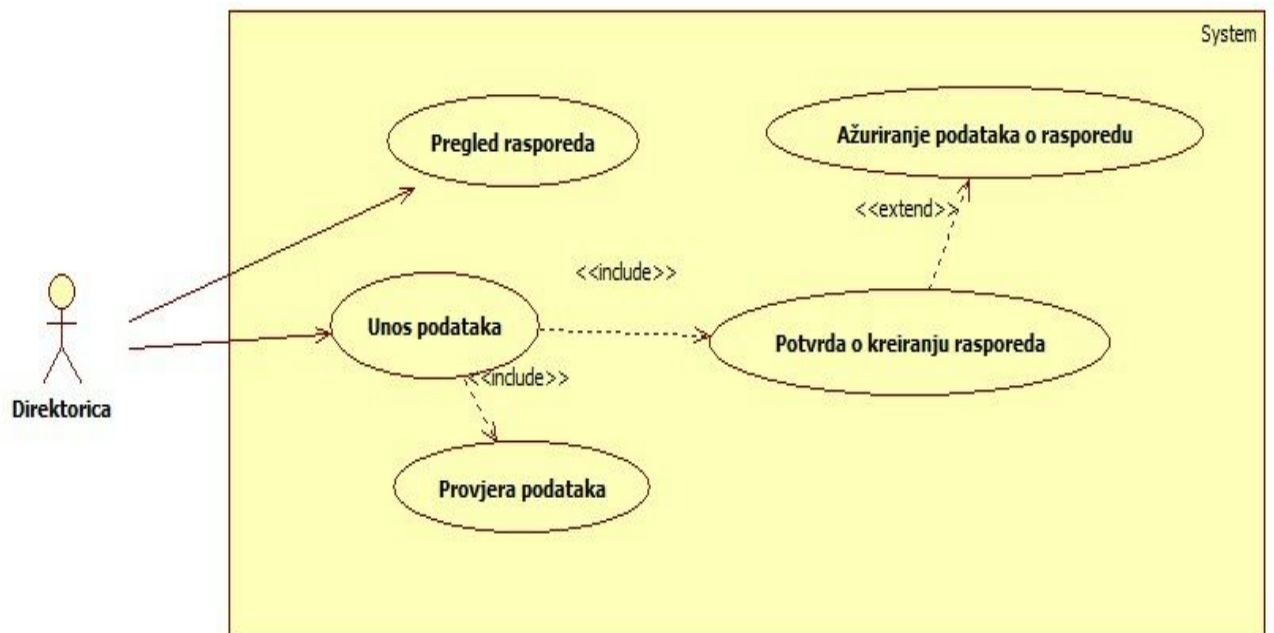 System
Pregled rasporeda
Ažuriranje podataka o rasporedu
<<extend>>
<<include>>
Unos podataka
Potvrda o kreiranju rasporeda
<<include>>
Direktorica
Provjera podataka